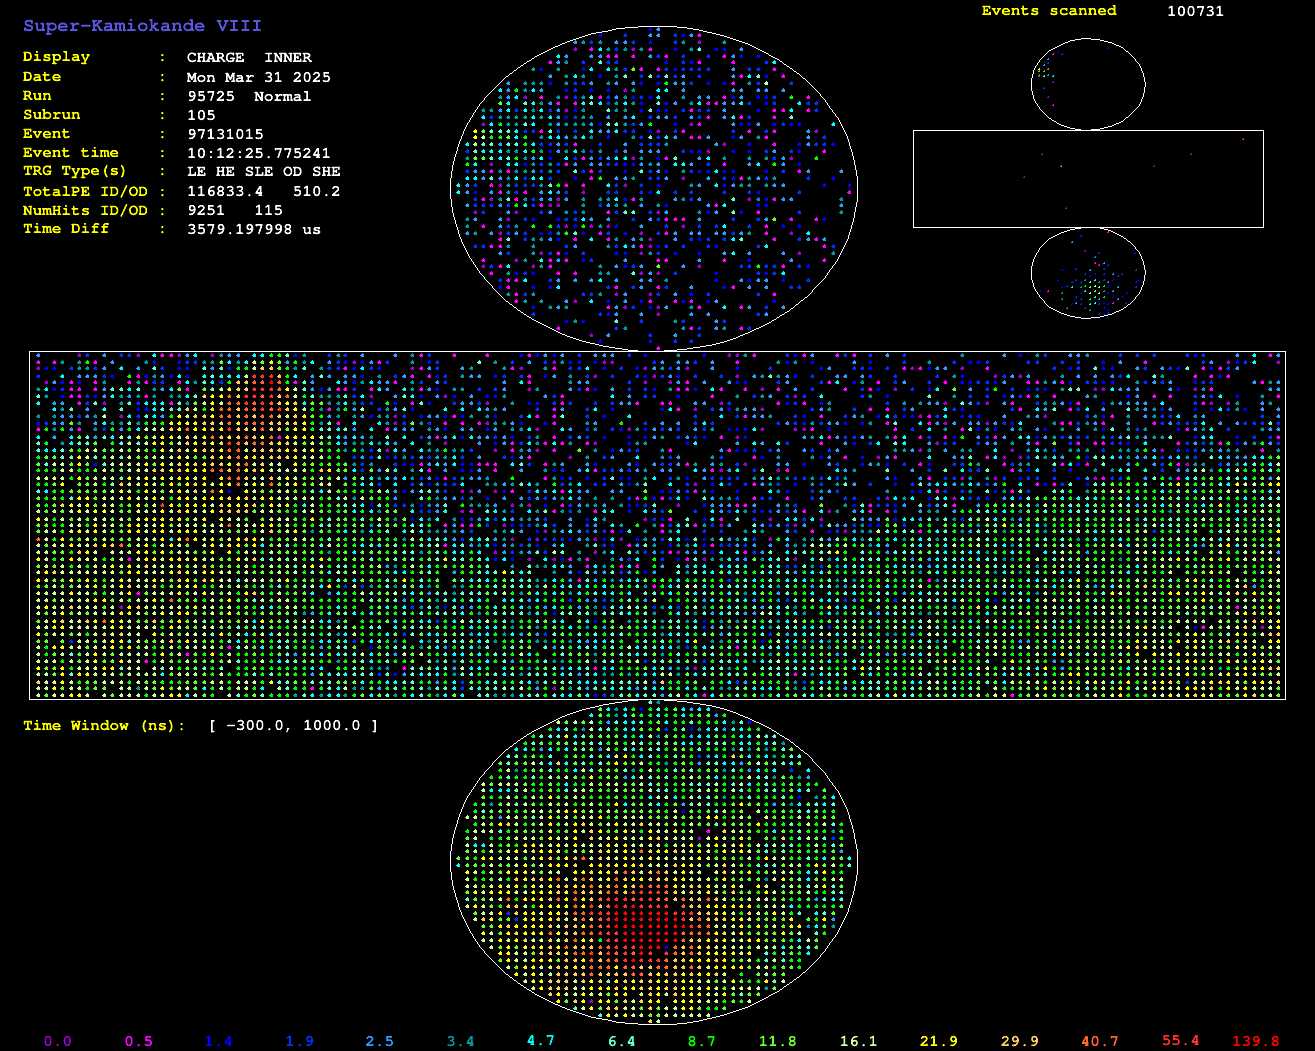 Super-Kamiokande VIII
Events scanned 100731
Display : CHARGE INNER
Date : Mon Mar 31 2025
Run : 95725 Normal
Subrun : 105
Event : 97131015
Event time : 10:12:25.775241
TRG Type(s) : LE HE SLE OD SHE
TotalPE ID/OD : 116833.4 510.2
NumHits ID/OD : 9251 115
Time Diff : 3579.197998 us
Time Window (ns): [ -300.0, 1000.0 ]
0.0 0.5 1.4 1.9 2.5 3.4 4.7 6.4 8.7 11.8 16.1 21.9 29.9 40.7 55.4 139.8